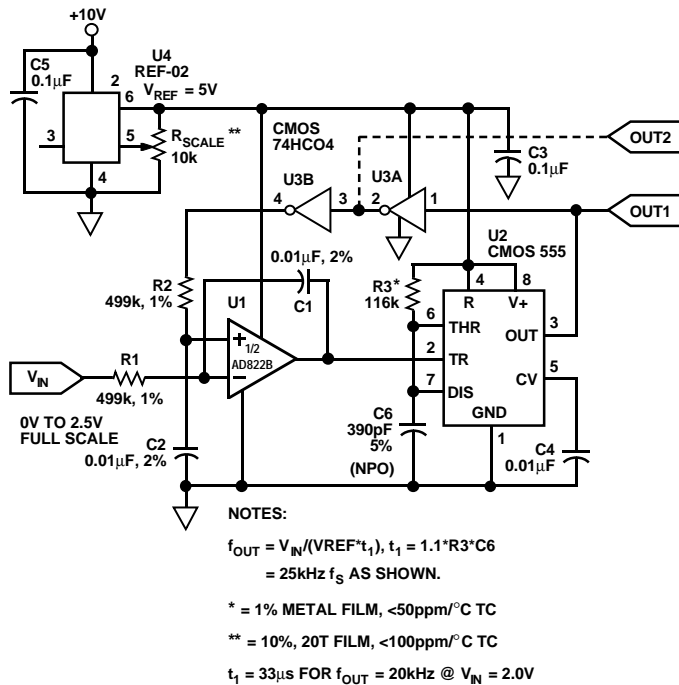 +10V
C5
0.1µF
U4
REF-02
V_REF = 5V
2
6
3
5
4
R_SCALE **
10k
CMOS
74HCO4
U3B
4
3
U3A
2
1
C3
0.1µF
OUT2
OUT1
0.01µF, 2%
C1
R2
499k, 1%
U1
+
1/2
AD822B
–
R3*
116k
U2
CMOS 555
4
8
R
V+
6
THR
OUT
3
2
TR
CV
5
7
DIS
GND
1
V_IN
R1
499k, 1%
0V TO 2.5V
FULL SCALE
C2
0.01µF, 2%
C6
390pF
5%
(NPO)
C4
0.01µF
NOTES:
f_OUT = V_IN/(VREF*t_1), t_1 = 1.1*R3*C6
= 25kHz f_S AS SHOWN.
* = 1% METAL FILM, <50ppm/°C TC
** = 10%, 20T FILM, <100ppm/°C TC
t_1 = 33µs FOR f_OUT = 20kHz @ V_IN = 2.0V